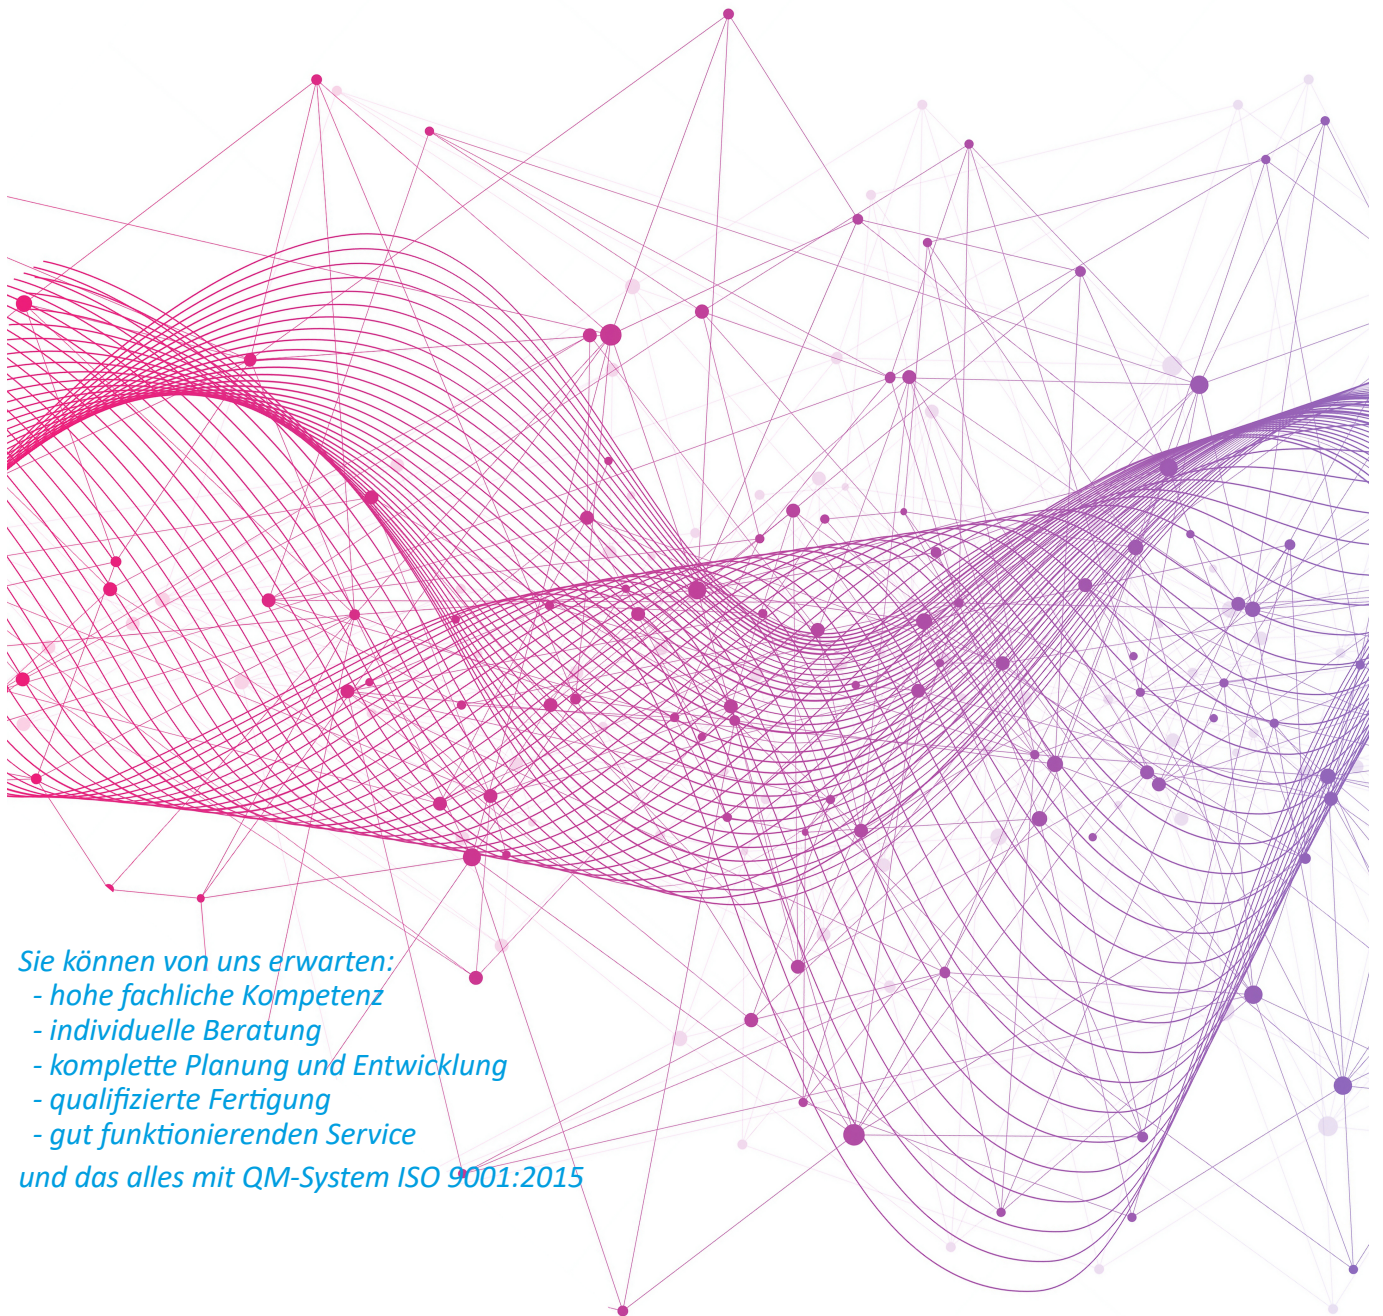 Sie können von uns erwarten:
- hohe fachliche Kompetenz
- individuelle Beratung
- komplette Planung und Entwicklung
- qualifizierte Fertigung
- gut funktionierenden Service
und das alles mit QM-System ISO 9001:2015